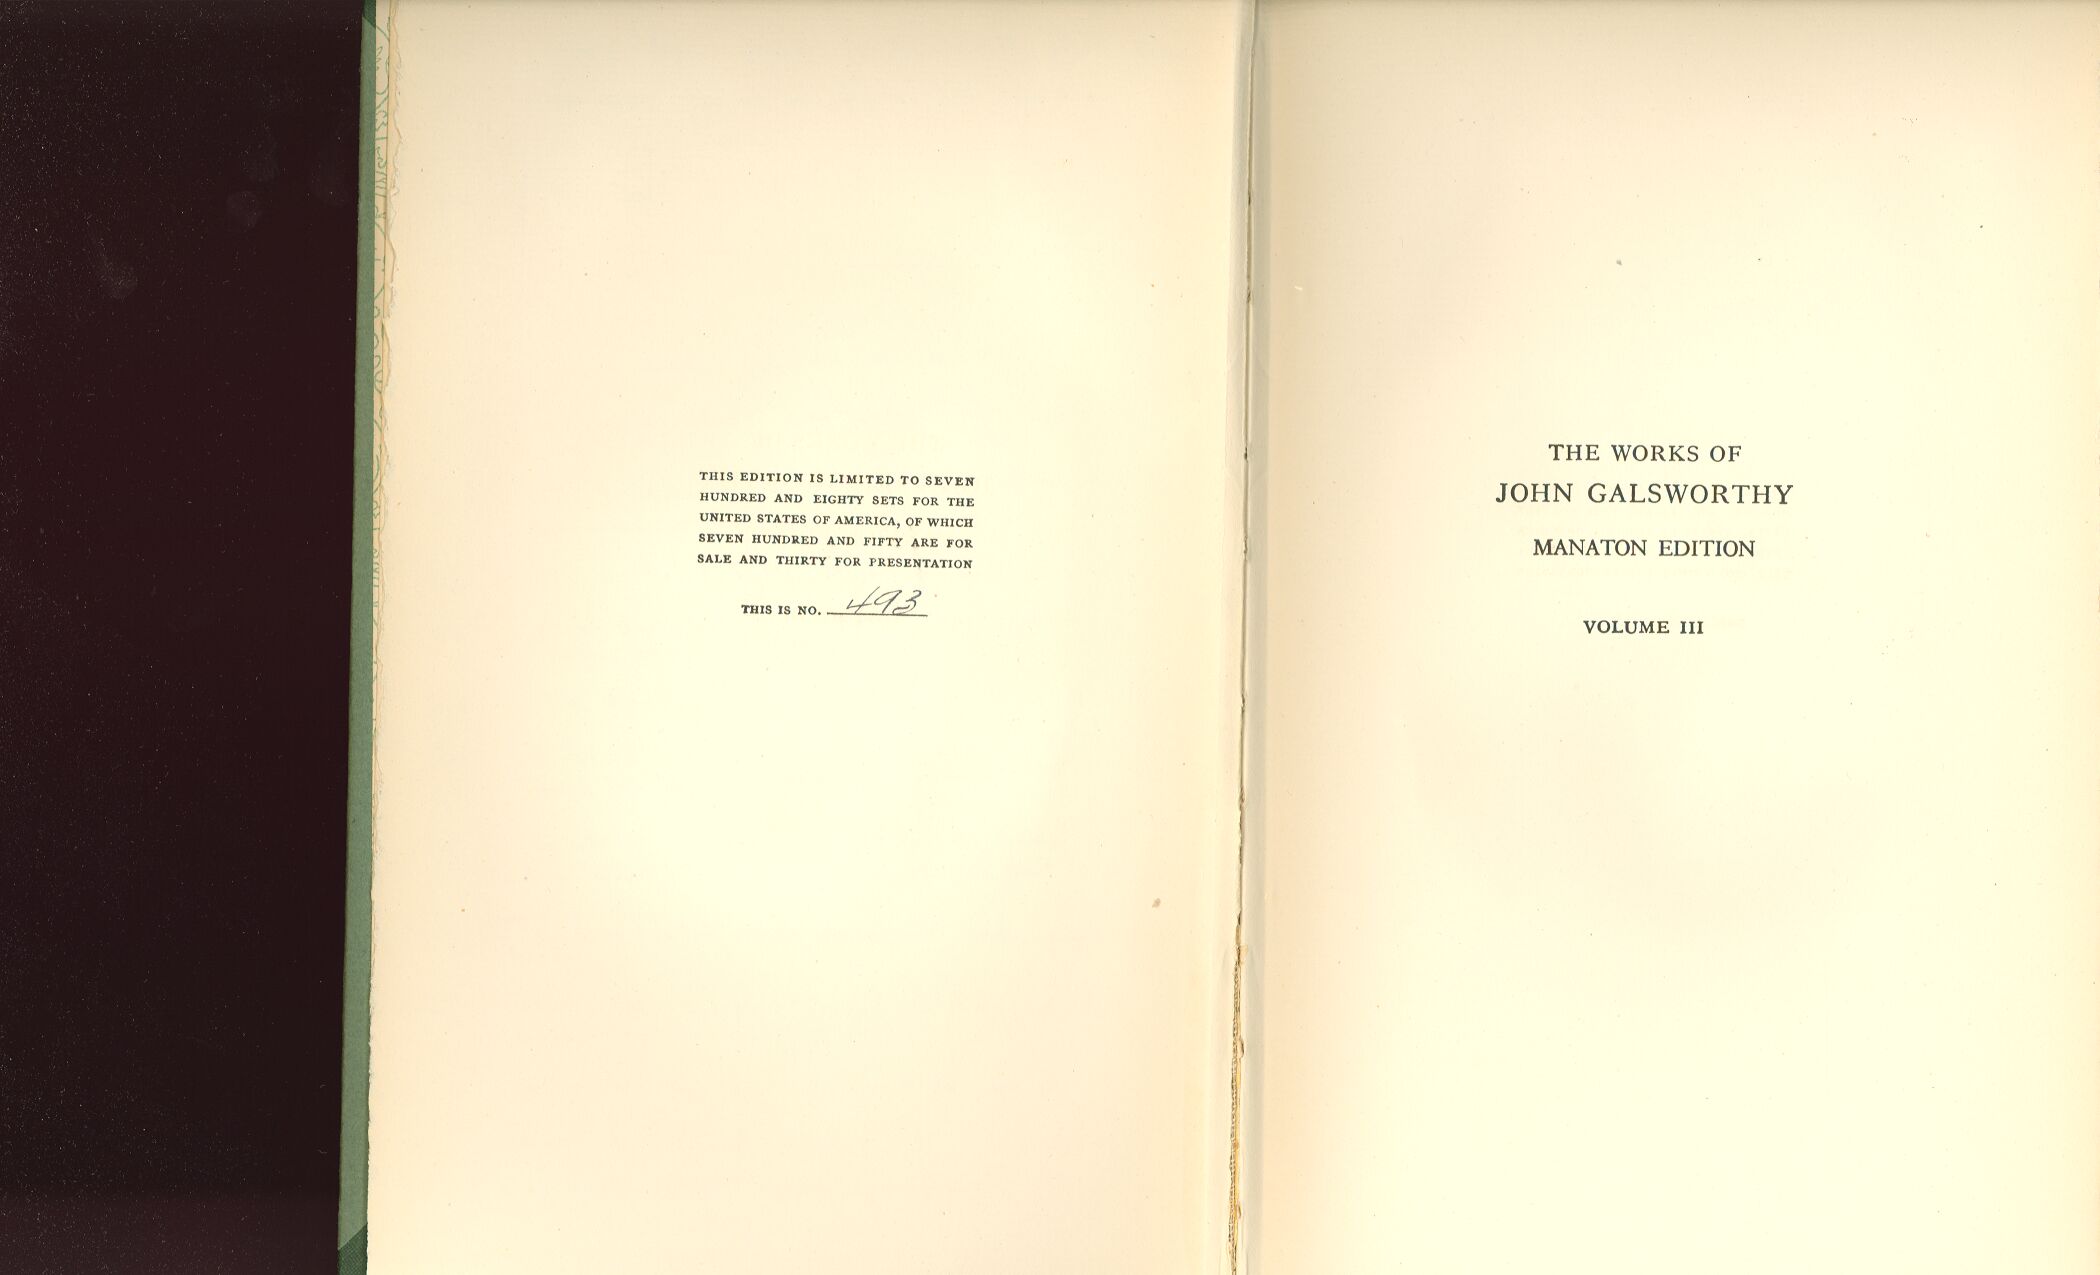 THIS EDITION IS LIMITED TO SEVEN
HUNDRED AND EIGHTY SETS FOR THE
UNITED STATES OF AMERICA, OF WHICH
SEVEN HUNDRED AND FIFTY ARE FOR
SALE AND THIRTY FOR PRESENTATION
THIS IS NO. 493
THE WORKS OF
JOHN GALSWORTHY
MANATON EDITION
VOLUME III